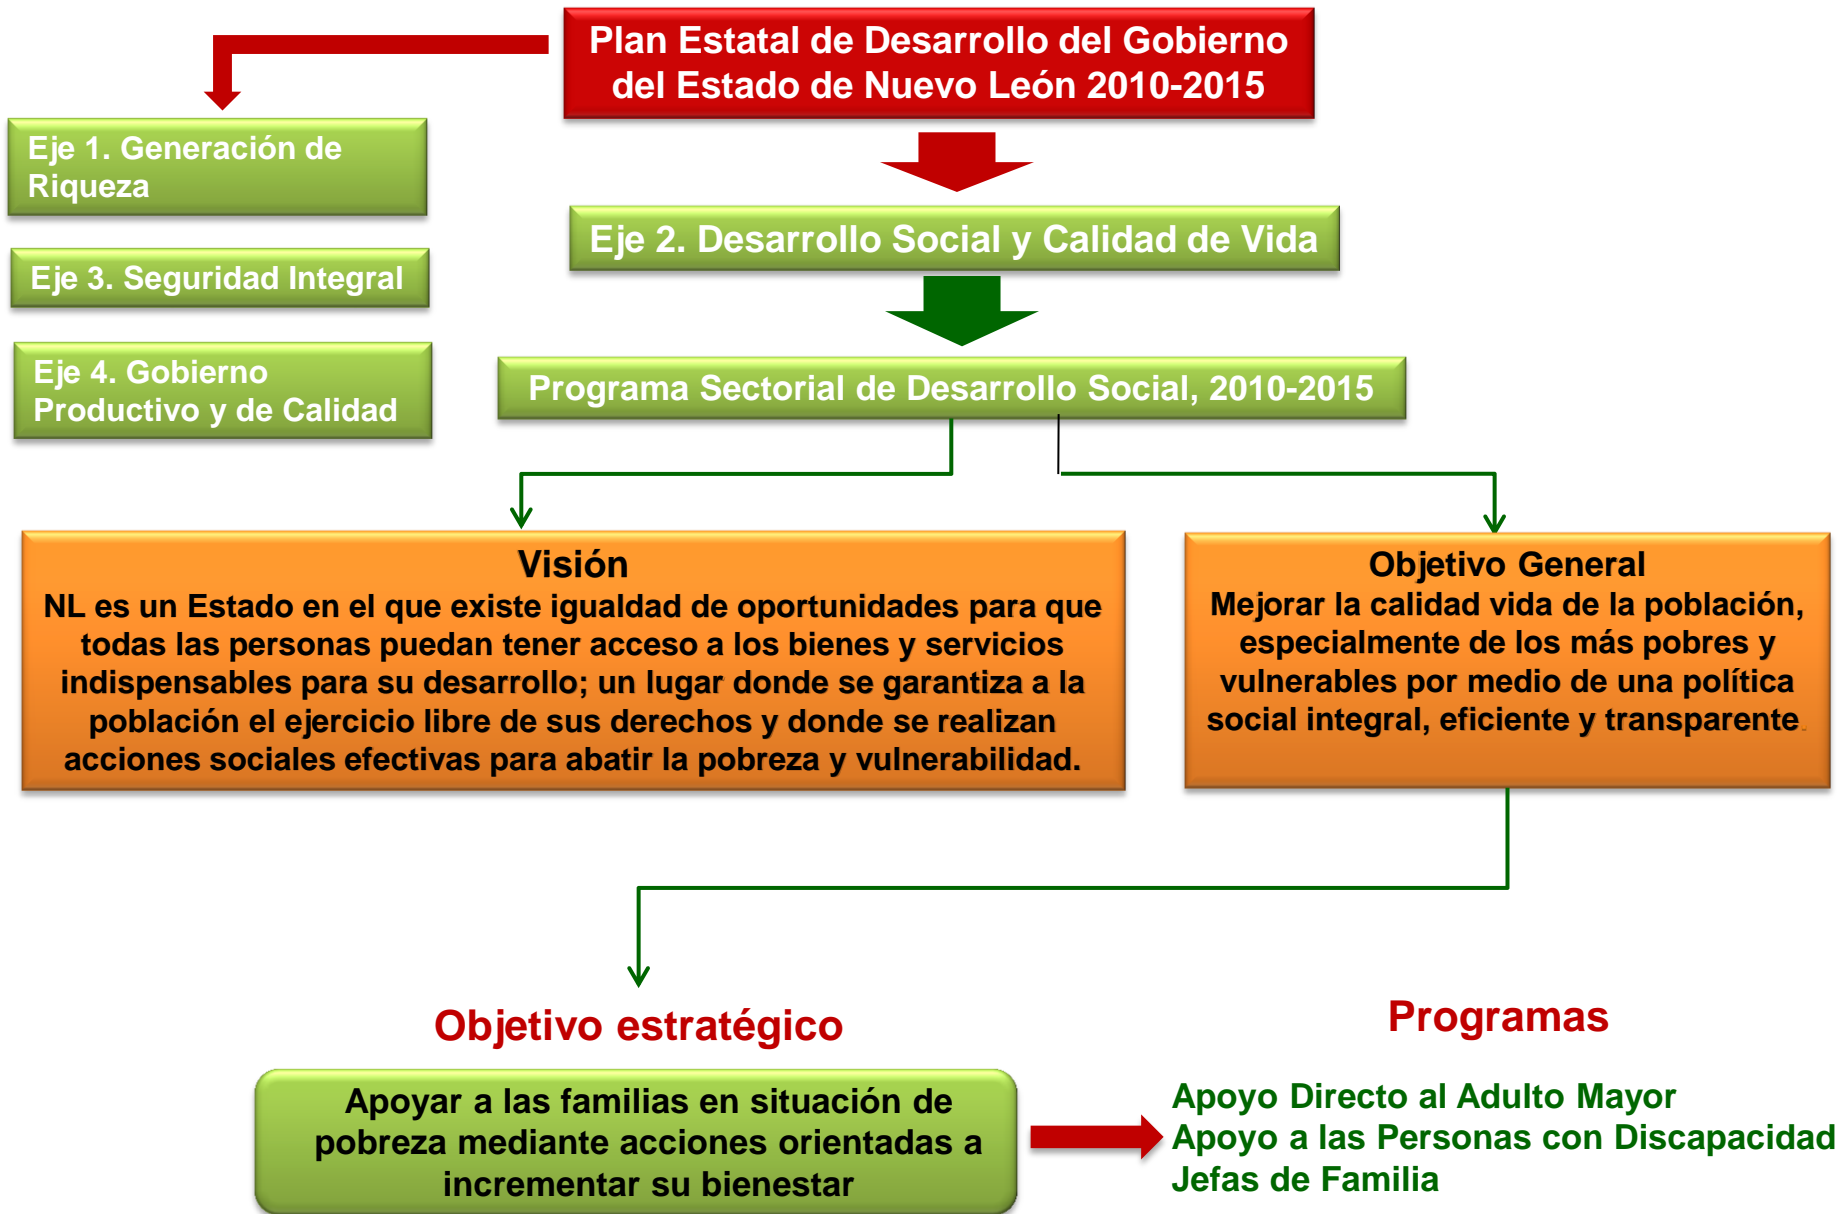 Plan Estatal de Desarrollo del Gobierno
del Estado de Nuevo León 2010-2015
Eje 1. Generación de
Riqueza
Eje 2. Desarrollo Social y Calidad de Vida
Eje 3. Seguridad Integral
Eje 4. Gobierno
Productivo y de Calidad
Programa Sectorial de Desarrollo Social, 2010-2015
Visión
NL es un Estado en el que existe igualdad de oportunidades para que
todas las personas puedan tener acceso a los bienes y servicios
indispensables para su desarrollo; un lugar donde se garantiza a la
población el ejercicio libre de sus derechos y donde se realizan
acciones sociales efectivas para abatir la pobreza y vulnerabilidad.
Objetivo General
Mejorar la calidad vida de la población,
especialmente de los más pobres y
vulnerables por medio de una política
social integral, eficiente y transparente.
Objetivo estratégico
Apoyar a las familias en situación de
pobreza mediante acciones orientadas a
incrementar su bienestar
Programas
Apoyo Directo al Adulto Mayor
Apoyo a las Personas con Discapacidad
Jefas de Familia